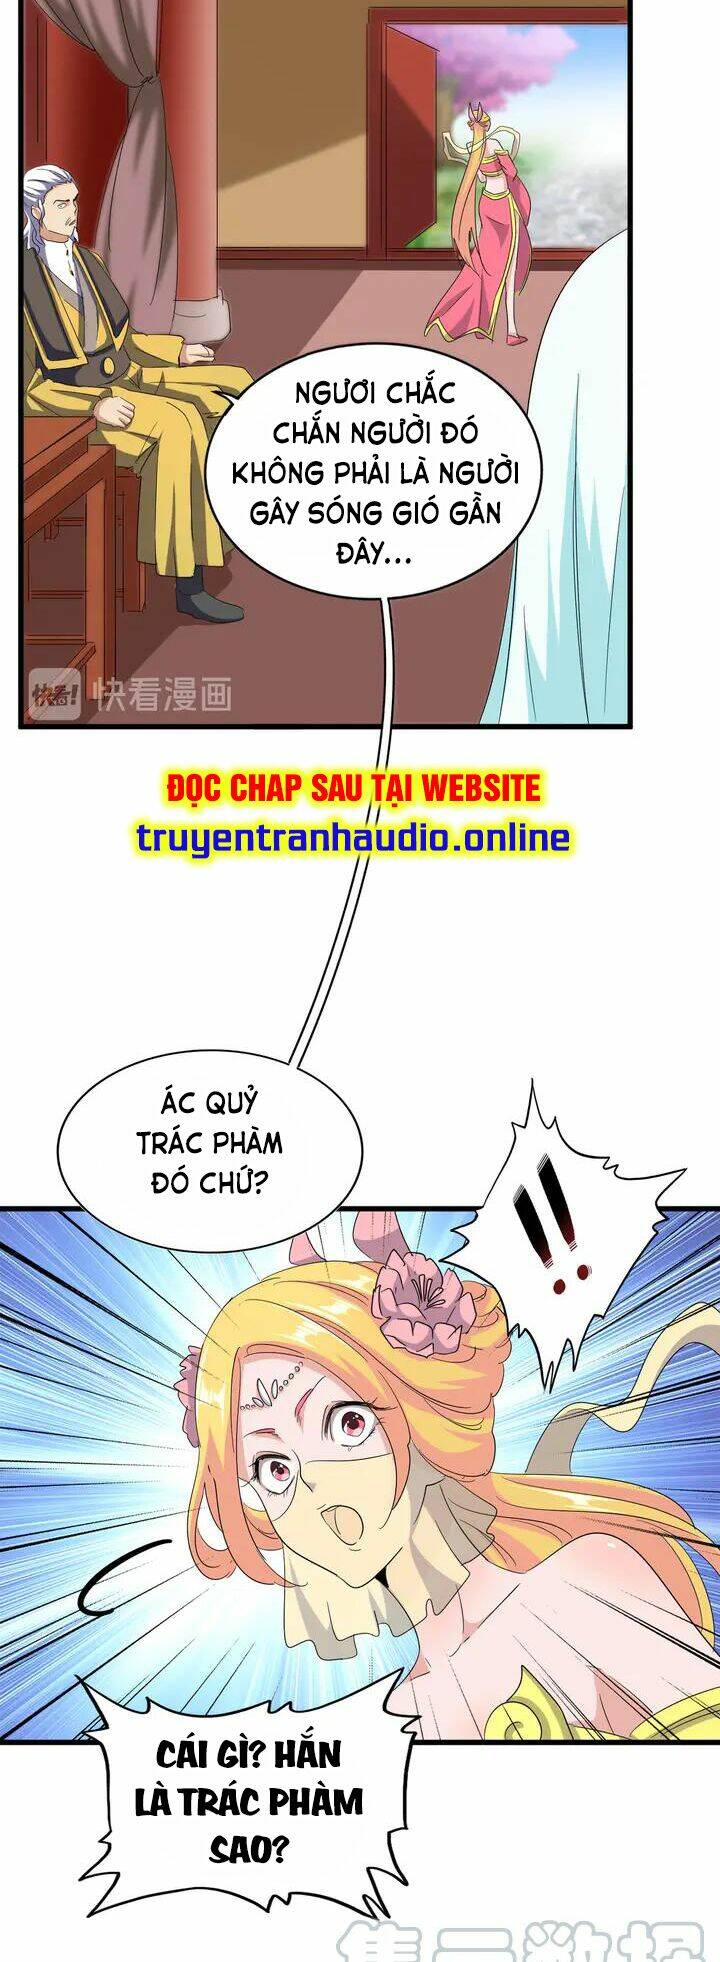 NGƯƠI CHẮC
CHẮN NGƯỜI ĐÓ
KHÔNG PHẢI LÀ NGƯỜI
GÂY SÓNG GIÓ GẦN
ĐÂY...
快看! 快看漫画
ĐỌC CHAP SAU TẠI WEBSITE
truyentranhaudio.online
ÁC QUỶ
TRÁC PHÀM
ĐÓ CHỨ?
!!
CÁI GÌ? HẮN
LÀ TRÁC PHÀM
SAO?